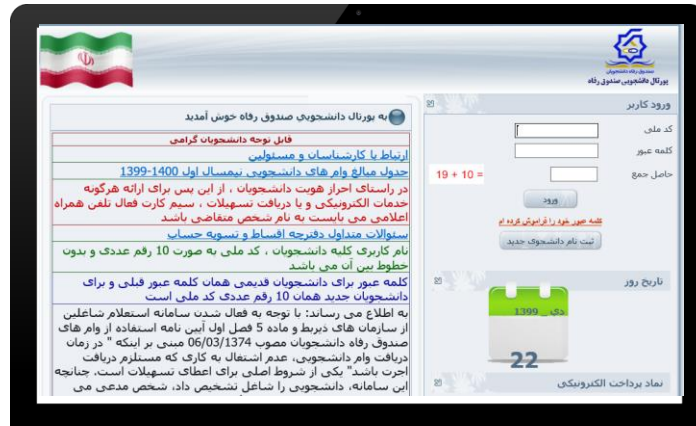 صندوق رفاه دانشجویان
پورتال دانشجویی صندوق رفاه
ورود کاربر
کد ملی
کلمه عبور
حاصل جمع
19 + 10 =
ورود
کلمه عبور خود را فراموش کرده ام
ثبت نام دانشجوی جدید
تاریخ روز
دی _ 1399
22
نماد پرداخت الکترونیکی
به پورتال دانشجویی صندوق رفاه خوش آمدید
قابل توجه دانشجویان گرامی
ارتباط با کارشناسان و مسئولین
جدول مبالغ وام های دانشجویی نیمسال اول 1400-1399
در راستای احراز هویت دانشجویان ، از این پس برای ارائه هرگونه
خدمات الکترونیکی و یا دریافت تسهیلات ، سیم کارت فعال تلفن همراه
اعلامی می بایست به نام شخص متقاضی باشد
سئوالات متداول دفترچه اقساط و تسویه حساب
نام کاربری کلیه دانشجویان ، کد ملی به صورت 10 رقم عددی و بدون
خطوط بین آن می باشد
کلمه عبور برای دانشجویان قدیمی همان کلمه عبور قبلی و برای
دانشجویان جدید همان 10 رقم عددی کد ملی است
به اطلاع می رساند: با توجه به فعال شدن سامانه استعلام شاغلین
از سازمان های ذیربط و ماده 5 فصل اول آیین نامه استفاده از وام های
صندوق رفاه دانشجویان مصوب 06/03/1374 مبنی بر اینکه " در زمان
دریافت وام دانشجویی، عدم اشتغال به کاری که مستلزم دریافت
اجرت باشد" یکی از شروط اصلی برای اعطای تسهیلات است. چنانچه
این سامانه، دانشجویی را شاغل تشخیص داد، شخص مدعی می